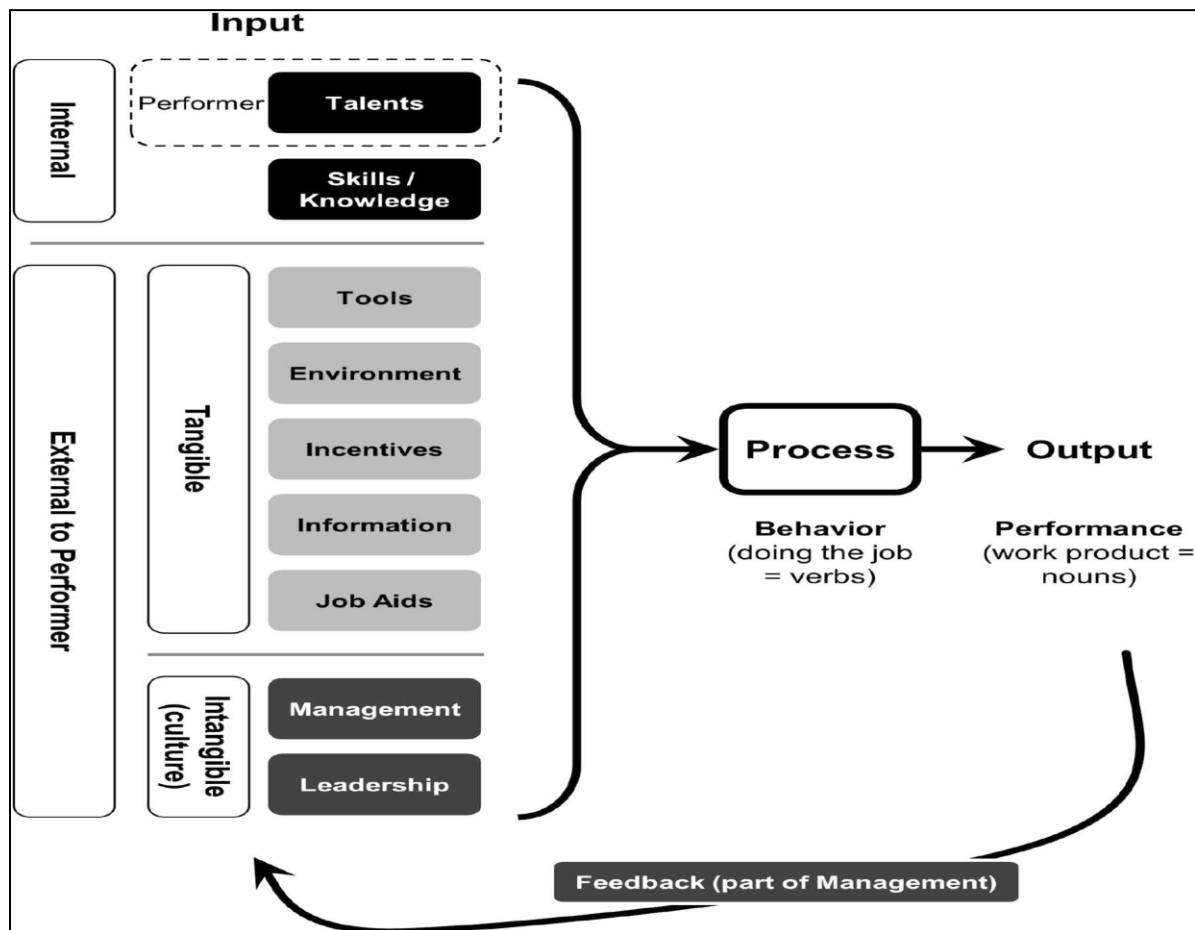 Input
Internal
Performer
Talents
Skills /
Knowledge
External to Performer
Tangible
Tools
Environment
Incentives
Information
Job Aids
Intangible
(culture)
Management
Leadership
Process
Behavior
(doing the job
= verbs)
Output
Performance
(work product =
nouns)
Feedback (part of Management)